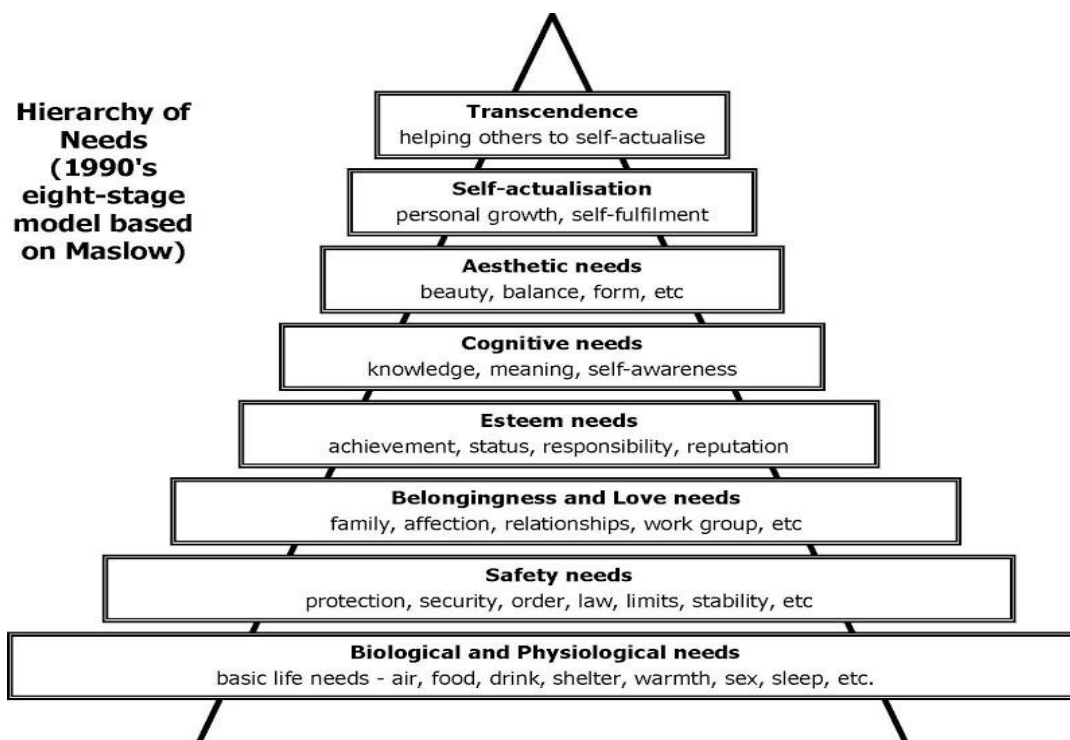 Hierarchy of
Needs
(1990's
eight-stage
model based
on Maslow)
Transcendence
helping others to self-actualise
Self-actualisation
personal growth, self-fulfilment
Aesthetic needs
beauty, balance, form, etc
Cognitive needs
knowledge, meaning, self-awareness
Esteem needs
achievement, status, responsibility, reputation
Belongingness and Love needs
family, affection, relationships, work group, etc
Safety needs
protection, security, order, law, limits, stability, etc
Biological and Physiological needs
basic life needs - air, food, drink, shelter, warmth, sex, sleep, etc.